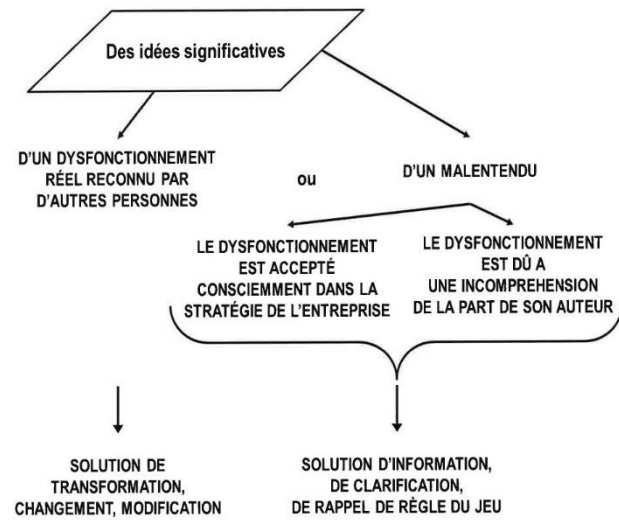 Des idées significatives
D'UN DYSFONCTIONNEMENT
RÉEL RECONNU PAR
D'AUTRES PERSONNES
ou
D'UN MALENTENDU
LE DYSFONCTIONNEMENT
EST ACCEPTÉ
CONSCIEMMENT DANS LA
STRATÉGIE DE L'ENTREPRISE
LE DYSFONCTIONNEMENT
EST DÛ A
UNE INCOMPREHENSION
DE LA PART DE SON AUTEUR
SOLUTION DE
TRANSFORMATION,
CHANGEMENT, MODIFICATION
SOLUTION D'INFORMATION,
DE CLARIFICATION,
DE RAPPEL DE RÈGLE DU JEU